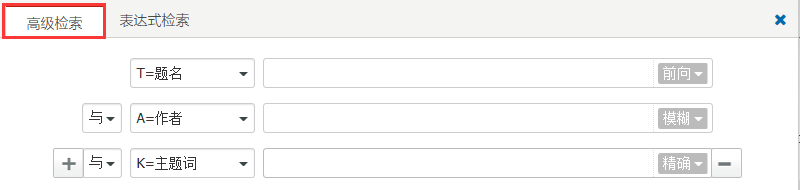 高级检索 表达式检索
T=题名 前向
与 A=作者 模糊
与 K=主题词 精确